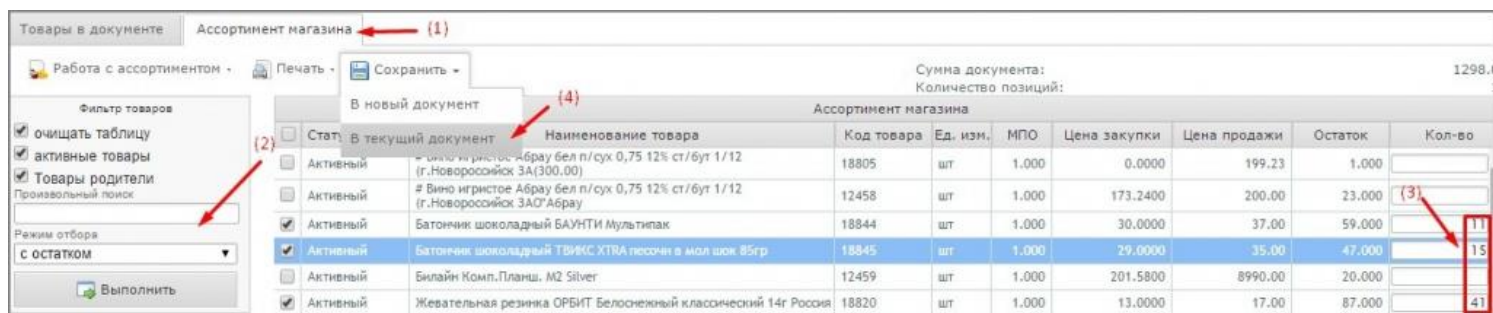 Товары в документе Ассортимент магазина (1)
Работа с ассортиментом Печать Сохранить Сумма документа: 1298.
Количество позиций:
Фильтр товаров В новый документ (4) Ассортимент магазина
очищать таблицу (2) В текущий документ Наименование товара Код товара Ед. изм. МПО Цена закупки Цена продажи Остаток Кол-во
активные товары Активный # Вино игристое Абрау бел п/сух 0,75 12% ст/бут 1/12 18805 шт 1.000 0.0000 199.23 1.000
Товары родители (г.Новороссийск ЗА(300.00)
Произвольный поиск Активный # Вино игристое Абрау бел п/сух 0,75 12% ст/бут 1/12 12458 шт 1.000 173.2400 200.00 23.000 (3)
(г.Новороссийск ЗАО"Абрау
Режим отбора Активный Батончик шоколадный БАУНТИ Мультипак 18844 шт 1.000 30.0000 37.00 59.000 11
с остатком Активный Батончик шоколадный ТВИКС XTRA песочн в мол шок 85гр 18845 шт 1.000 29.0000 35.00 47.000 15
Выполнить Активный Билайн Комп.Планш. М2 Silver 12459 шт 1.000 201.5800 8990.00 20.000
Активный Жевательная резинка ОРБИТ Белоснежный классический 14г Россия 18820 шт 1.000 13.0000 17.00 87.000 41